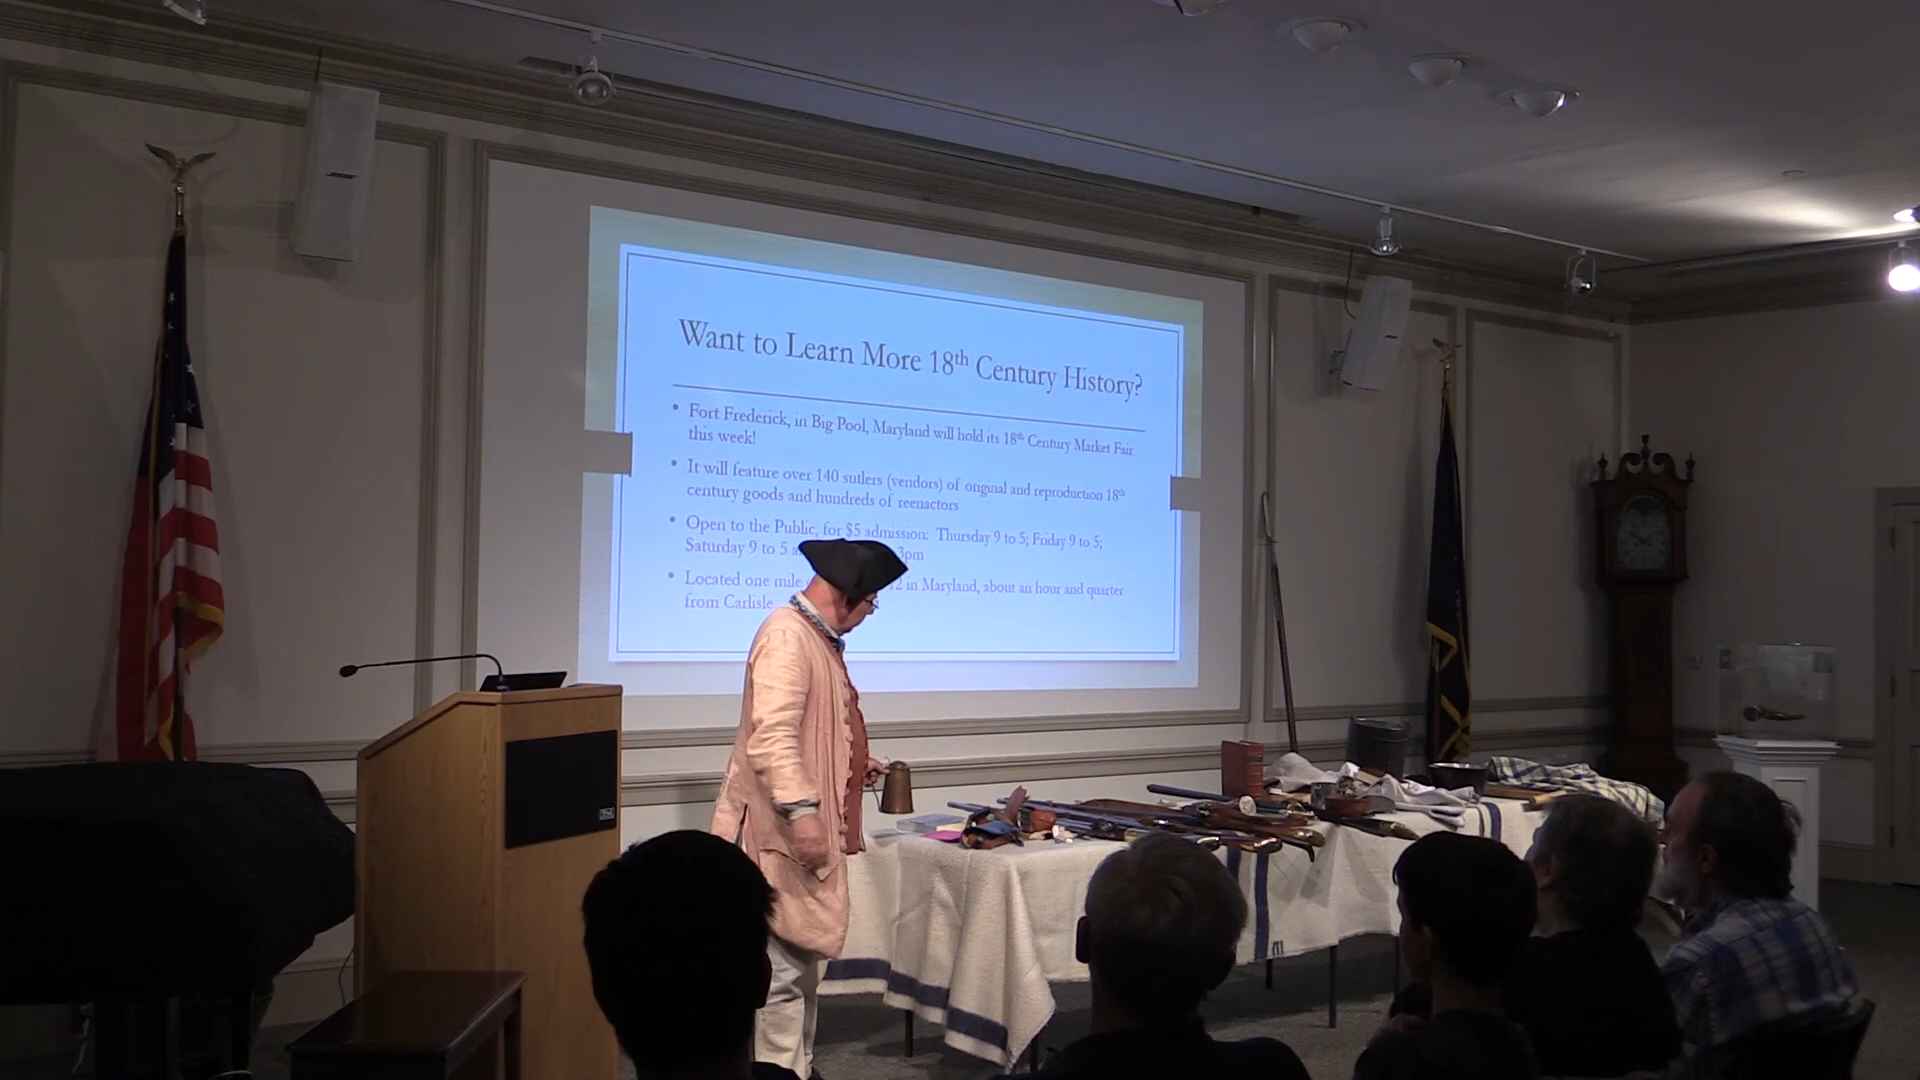 Want to Learn More 18th Century History?
• Fort Frederick, in Big Pool, Maryland will hold its 18th Century Market Fair
this week!
• It will feature over 140 sutlers (vendors) of original and reproduction 18th
century goods and hundreds of reenactors
• Open to the Public, for $5 admission: Thursday 9 to 5; Friday 9 to 5;
Saturday 9 to 5 3pm
• Located one mile in Maryland, about an hour and quarter
from Carlisle
BOSE